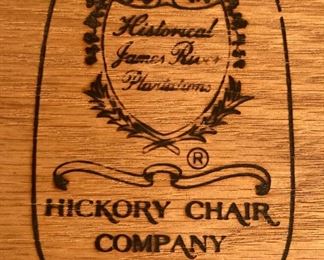 Historical
James River
Plantations
®
HICKORY CHAIR
COMPANY